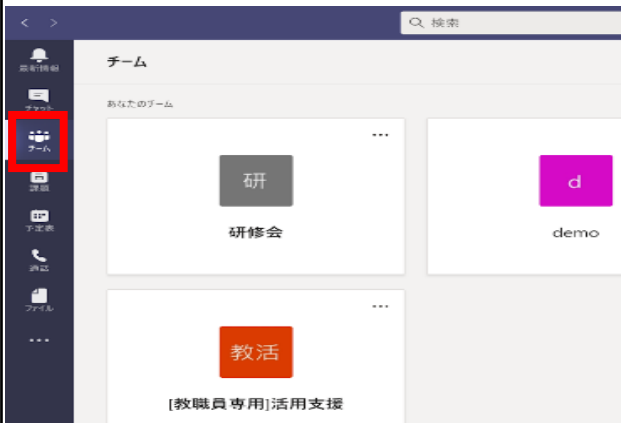 検索
最新情報
チャット
チーム
課題
予定表
通話
ファイル
チーム
あなたのチーム
研
研修会
d
demo
教活
[教職員専用]活用支援